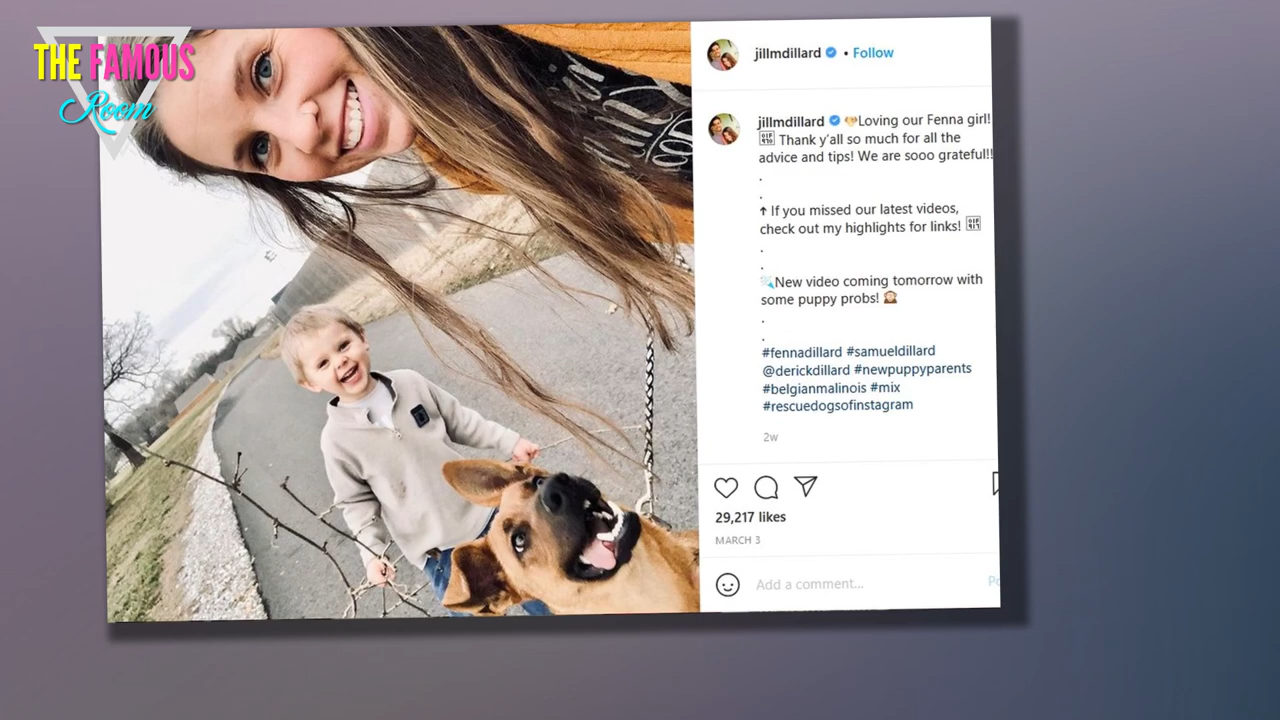 THE FAMOUS
Room
jillmdillard • Follow
jillmdillard Loving our Fenna girl!
Thank y'all so much for all the
advice and tips! We are sooo grateful!!
.
.
↑ If you missed our latest videos,
check out my highlights for links!
.
.
New video coming tomorrow with
some puppy probs!
.
.
#fennadillard #samueldillard
@derickdillard #newpuppyparents
#belgianmalinois #mix
#rescuedogsofinstagram
2w
29,217 likes
MARCH 3
Add a comment...